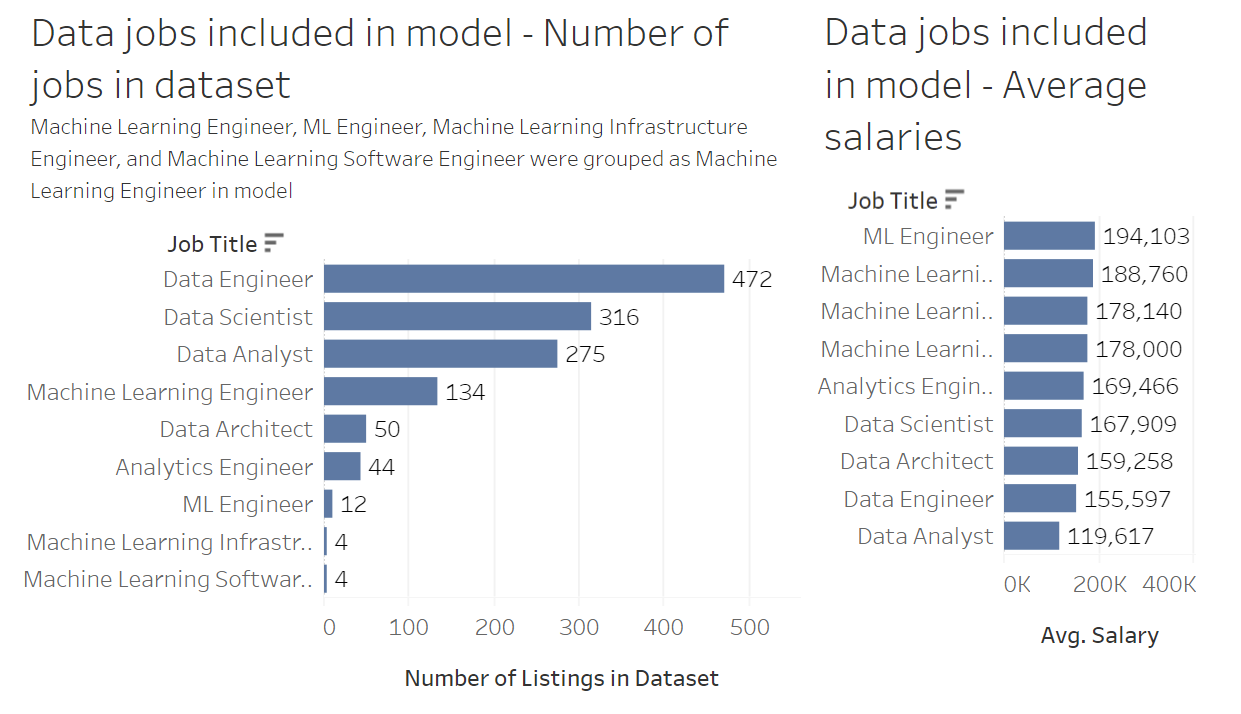 Data jobs included in model - Number of
jobs in dataset
Machine Learning Engineer, ML Engineer, Machine Learning Infrastructure
Engineer, and Machine Learning Software Engineer were grouped as Machine
Learning Engineer in model
Job Title
Data Engineer 472
Data Scientist 316
Data Analyst 275
Machine Learning Engineer 134
Data Architect 50
Analytics Engineer 44
ML Engineer 12
Machine Learning Infrastr.. 4
Machine Learning Softwar.. 4
0 100 200 300 400 500
Number of Listings in Dataset
Data jobs included
in model - Average
salaries
Job Title
ML Engineer 194,103
Machine Learni.. 188,760
Machine Learni.. 178,140
Machine Learni.. 178,000
Analytics Engin.. 169,466
Data Scientist 167,909
Data Architect 159,258
Data Engineer 155,597
Data Analyst 119,617
0K 200K 400K
Avg. Salary